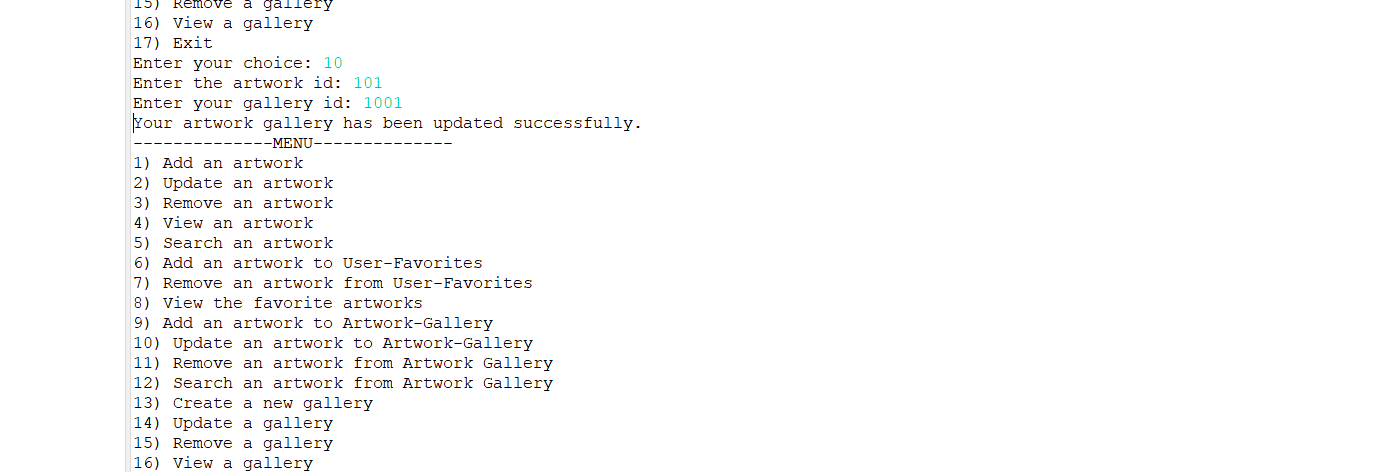 15) Remove a gallery
16) View a gallery
17) Exit
Enter your choice: 10
Enter the artwork id: 101
Enter your gallery id: 1001
Your artwork gallery has been updated successfully.
--------------MENU--------------
1) Add an artwork
2) Update an artwork
3) Remove an artwork
4) View an artwork
5) Search an artwork
6) Add an artwork to User-Favorites
7) Remove an artwork from User-Favorites
8) View the favorite artworks
9) Add an artwork to Artwork-Gallery
10) Update an artwork to Artwork-Gallery
11) Remove an artwork from Artwork Gallery
12) Search an artwork from Artwork Gallery
13) Create a new gallery
14) Update a gallery
15) Remove a gallery
16) View a gallery